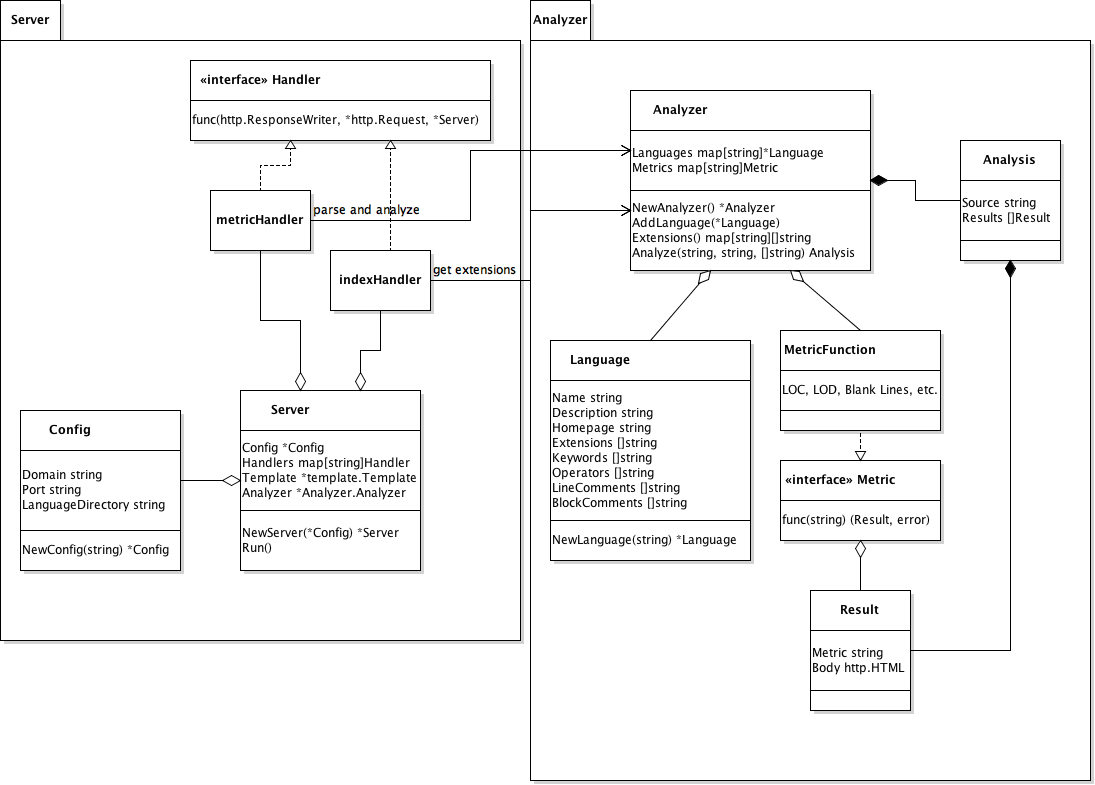 Server
«interface» Handler
func(http.ResponseWriter, *http.Request, *Server)
metricHandler
parse and analyze
indexHandler
get extensions
Config
Domain string
Port string
LanguageDirectory string
NewConfig(string) *Config
Server
Config *Config
Handlers map[string]Handler
Template *template.Template
Analyzer *Analyzer.Analyzer
NewServer(*Config) *Server
Run()
Analyzer
Analyzer
Languages map[string]*Language
Metrics map[string]Metric
NewAnalyzer() *Analyzer
AddLanguage(*Language)
Extensions() map[string][]string
Analyze(string, string, []string) Analysis
Analysis
Source string
Results []Result
Language
Name string
Description string
Homepage string
Extensions []string
Keywords []string
Operators []string
LineComments []string
BlockComments []string
NewLanguage(string) *Language
MetricFunction
LOC, LOD, Blank Lines, etc.
«interface» Metric
func(string) (Result, error)
Result
Metric string
Body http.HTML